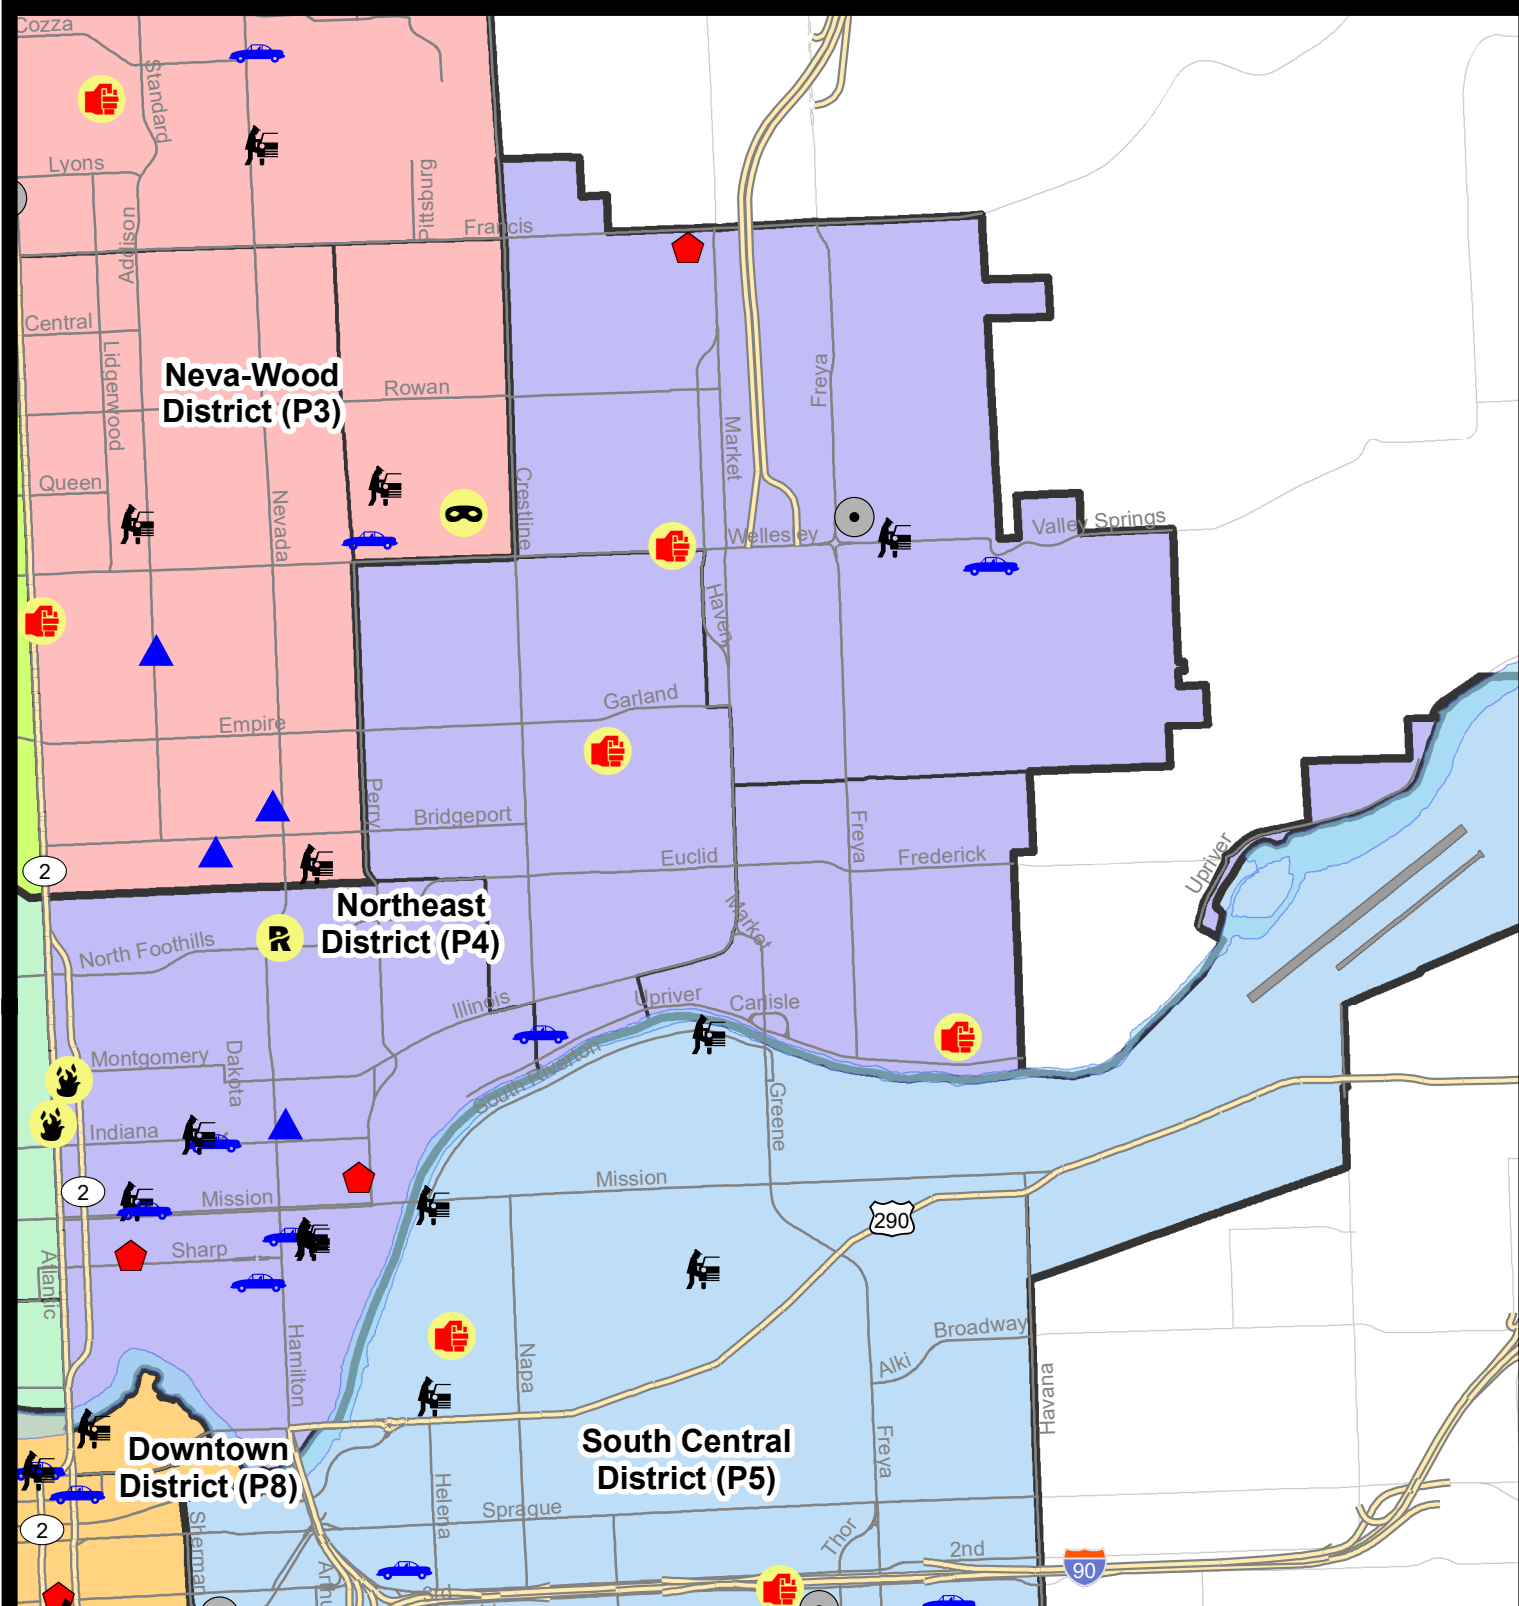 Cozza
Standard
Lyons
Pittsburg
Addison
Francis
Central
Lidgerwood
Neva-Wood
District (P3)
Rowan
Freya
Market
Queen
Nevada
Crestline
Wellesley
Valley Springs
Haven
Garland
Empire
Perry
Bridgeport
Freya
Euclid
Frederick
Upriver
2
Northeast
District (P4)
Market
North Foothills
Illinois
Upriver
Carlisle
Montgomery
Dakota
South Riverton
Greene
Indiana
Mission
2
Mission
290
Sharp
Atlantic
Hamilton
Napa
Broadway
Alki
Havana
Downtown
District (P8)
South Central
District (P5)
Freya
Helena
Sprague
2
Sherman
Thor
2nd
90
3rd